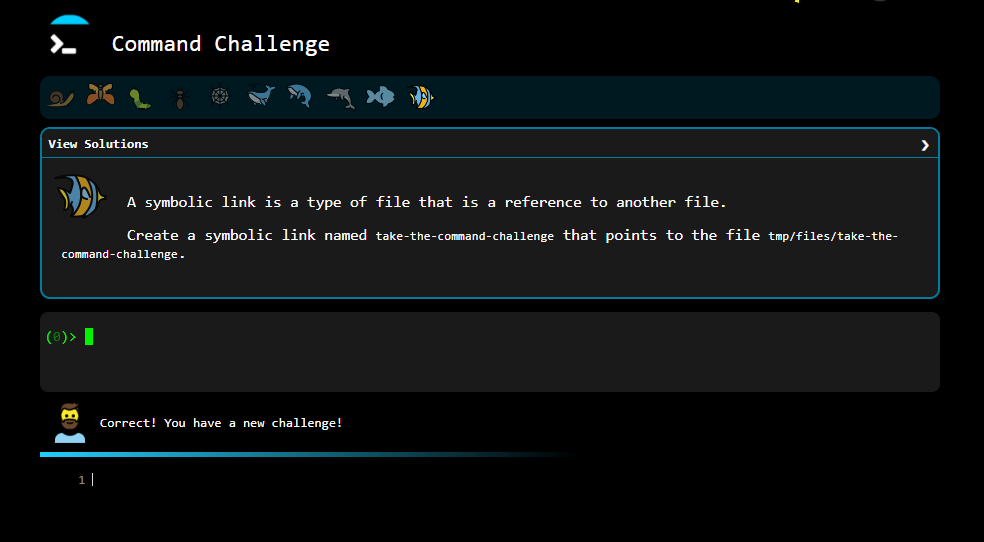 Command Challenge
View Solutions
A symbolic link is a type of file that is a reference to another file.
Create a symbolic link named take-the-command-challenge that points to the file tmp/files/take-the-
command-challenge.
(0)>
Correct! You have a new challenge!
1